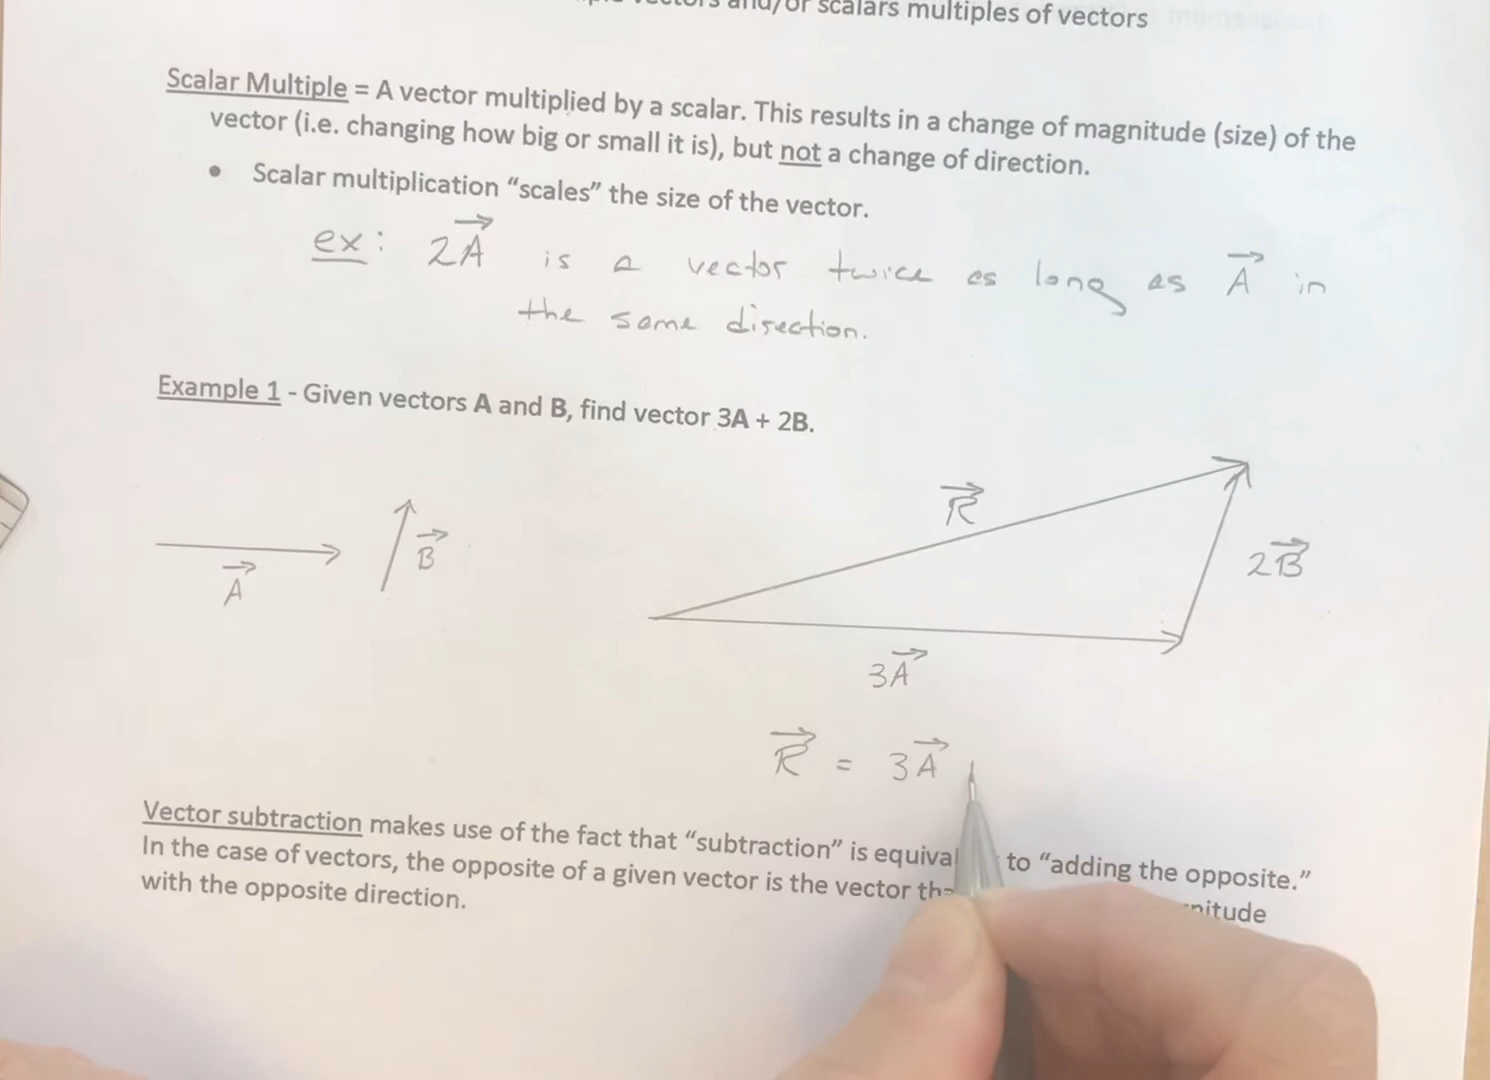 and/or scalars multiples of vectors
Scalar Multiple = A vector multiplied by a scalar. This results in a change of magnitude (size) of the
vector (i.e. changing how big or small it is), but not a change of direction.
• Scalar multiplication “scales” the size of the vector.
ex: 2A⃗ is a vector twice as long as A⃗ in
the same direction.
Example 1 - Given vectors A and B, find vector 3A + 2B.
R⃗
B⃗
2B⃗
A⃗
3A⃗
R⃗ = 3A⃗
Vector subtraction makes use of the fact that “subtraction” is to “adding the opposite.”
In the case of vectors, the opposite of a given vector is the vector
with the opposite direction.